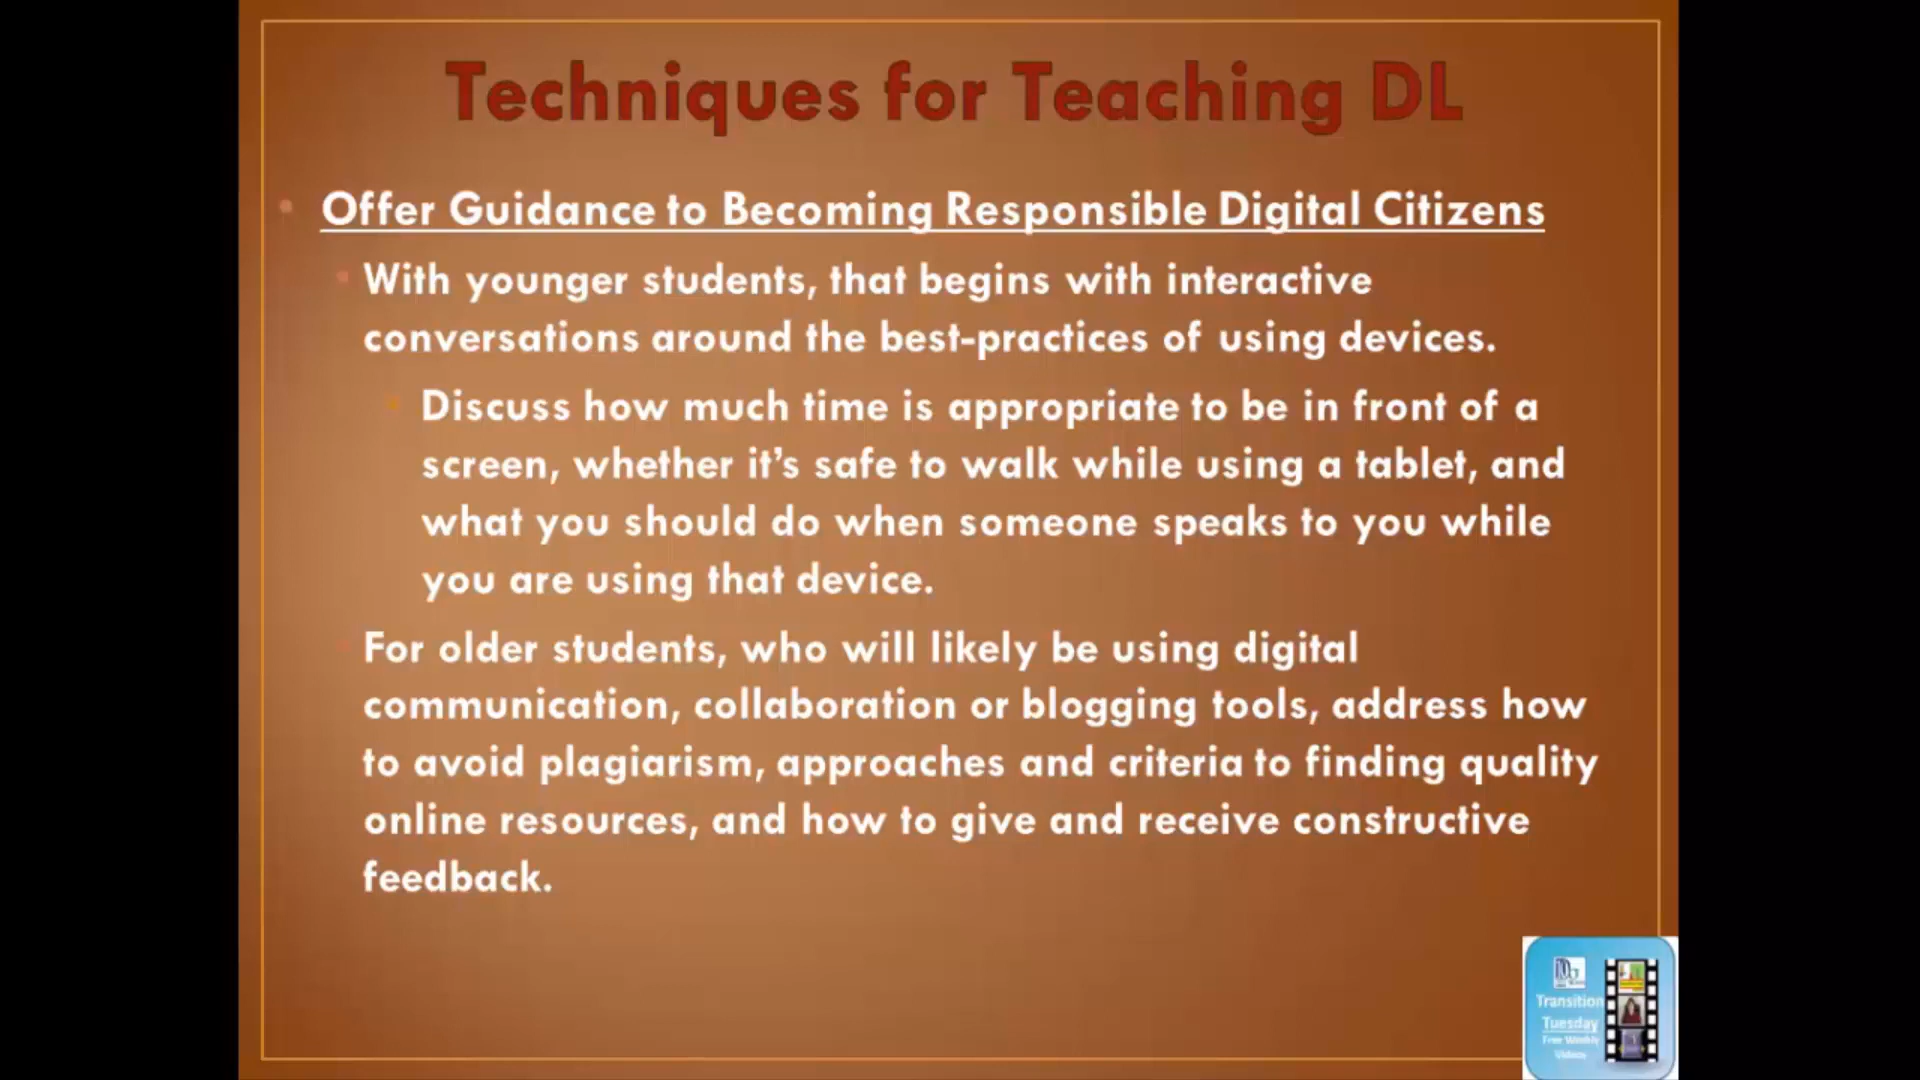 Techniques for Teaching DL
Offer Guidance to Becoming Responsible Digital Citizens
With younger students, that begins with interactive
conversations around the best-practices of using devices.
Discuss how much time is appropriate to be in front of a
screen, whether it’s safe to walk while using a tablet, and
what you should do when someone speaks to you while
you are using that device.
For older students, who will likely be using digital
communication, collaboration or blogging tools, address how
to avoid plagiarism, approaches and criteria to finding quality
online resources, and how to give and receive constructive
feedback.
Transition
Tuesday
Free Weekly
Videos